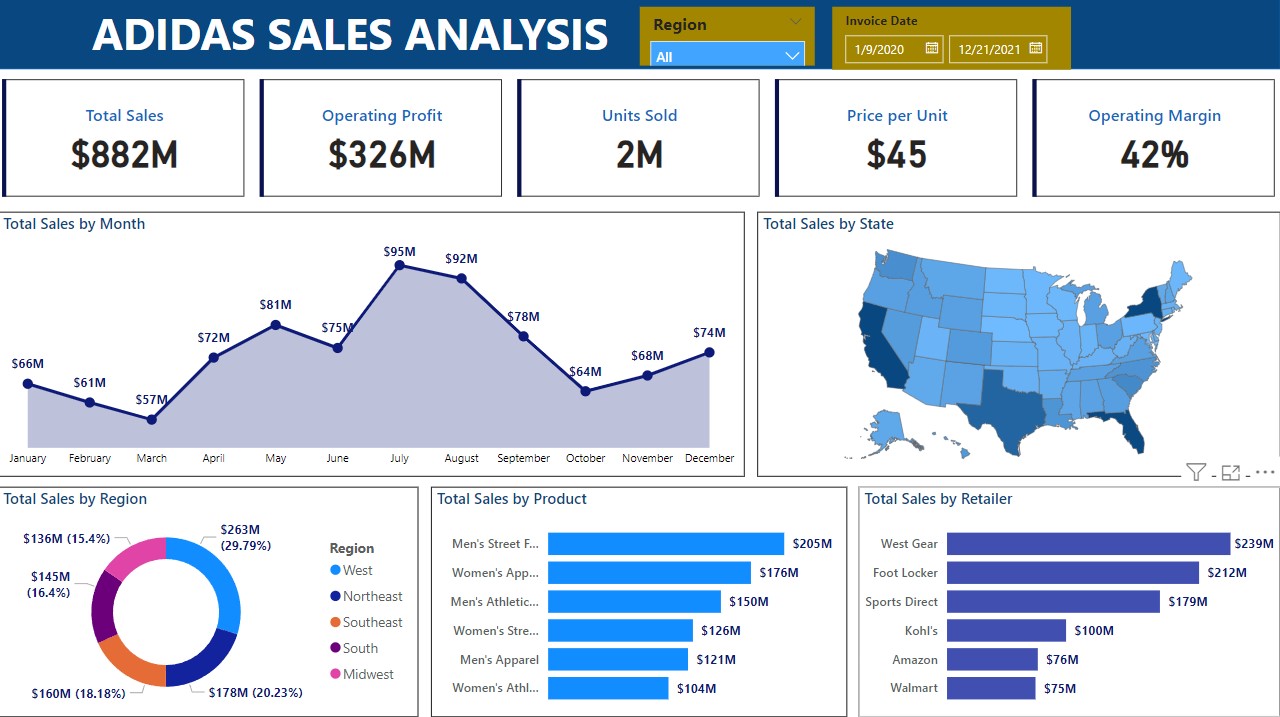 ADIDAS SALES ANALYSIS
Region
All
Invoice Date
1/9/2020
12/21/2021
Total Sales
$882M
Operating Profit
$326M
Units Sold
2M
Price per Unit
$45
Operating Margin
42%
Total Sales by Month
$66M
$61M
$57M
$72M
$81M
$75M
$95M
$92M
$78M
$64M
$68M
$74M
January February March April May June July August September October November December
Total Sales by State
Total Sales by Region
$263M
(29.79%)
$178M (20.23%)
$160M (18.18%)
$145M
(16.4%)
$136M (15.4%)
Region
West
Northeast
Southeast
South
Midwest
Total Sales by Product
Men's Street F... $205M
Women's App... $176M
Men's Athletic... $150M
Women's Stre... $126M
Men's Apparel $121M
Women's Athl... $104M
Total Sales by Retailer
West Gear $239M
Foot Locker $212M
Sports Direct $179M
Kohl's $100M
Amazon $76M
Walmart $75M